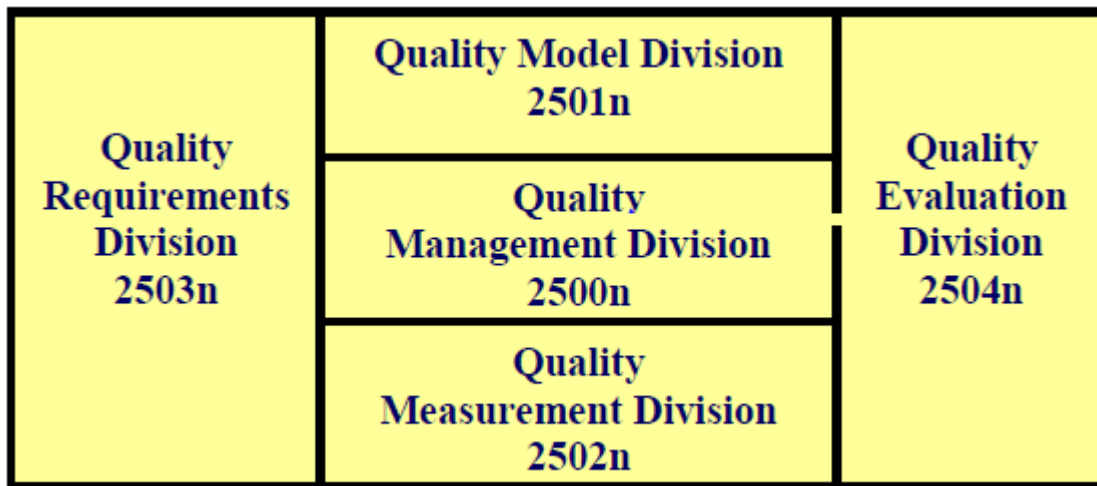 Quality
Requirements
Division
2503n
Quality Model Division
2501n
Quality
Management Division
2500n
Quality
Measurement Division
2502n
Quality
Evaluation
Division
2504n